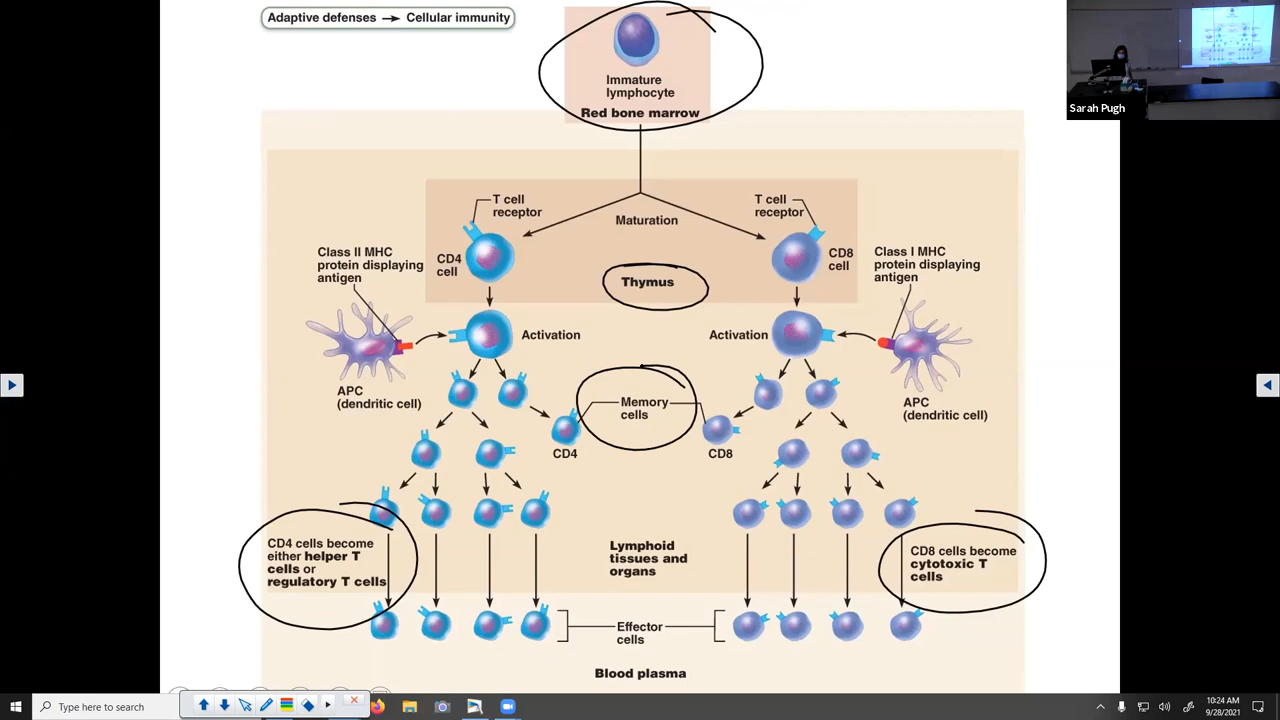 Adaptive defenses → Cellular immunity
Immature
lymphocyte
Red bone marrow
Sarah Pugh
T cell
receptor
Maturation
T cell
receptor
Class II MHC
protein displaying
antigen
CD4
cell
CD8
cell
Class I MHC
protein displaying
antigen
Thymus
Activation
Activation
APC
(dendritic cell)
Memory
cells
APC
(dendritic cell)
CD4
CD8
CD4 cells become
either helper T
cells or
regulatory T cells
Lymphoid
tissues and
organs
CD8 cells become
cytotoxic T
cells
Effector
cells
Blood plasma
Type here to search
10:24 AM
9/28/2021